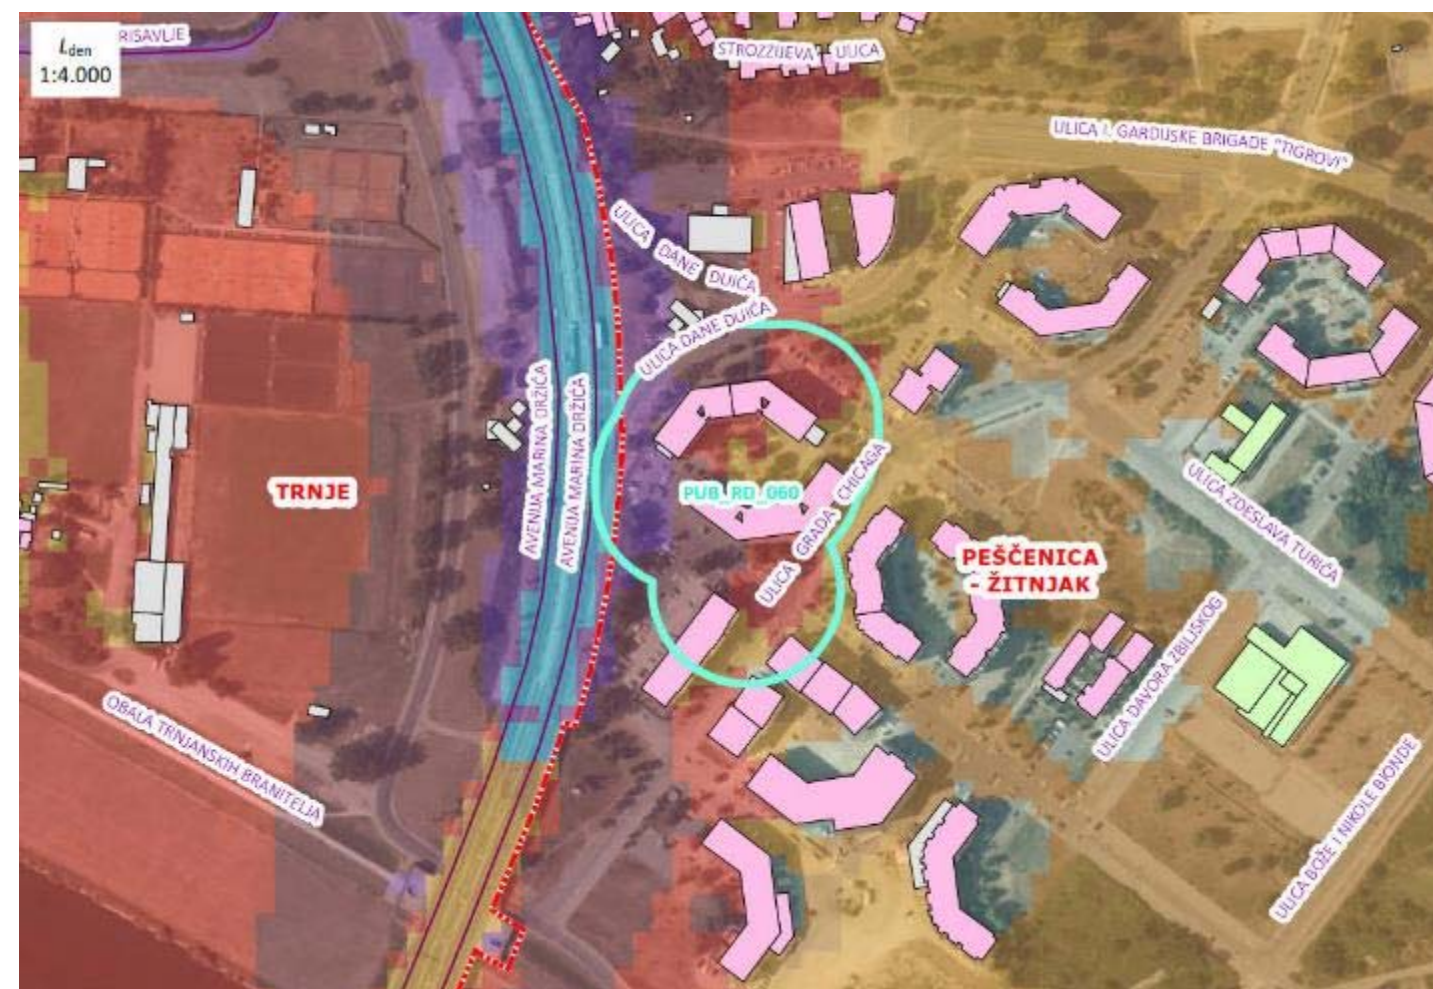 Lden
1:4.000
RISAVLJE
STROZZIJEVA ULICA
ULICA I. GARDIJSKE BRIGADE "TIGROVI"
ULICA DANE DUIĆA
ULICA DANE DUIĆA
AVENIJA MARINA DRŽIĆA
AVENIJA MARINA DRŽIĆA
TRNJE
PUB_RD_060
ULICA GRADA CHICAGA
PEŠČENICA
- ŽITNJAK
ULICA ZDESLAVA TURIĆA
ULICA DAVORA ZBILJSKOG
OBALA TRNJANSKIH BRANITELJA
ULICA BOŽE I NIKOLE BIONDE